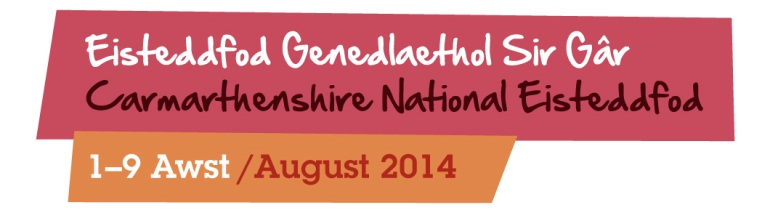 Eisteddfod Genedlaethol Sir Gâr
Carmarthenshire National Eisteddfod
1–9 Awst /August 2014